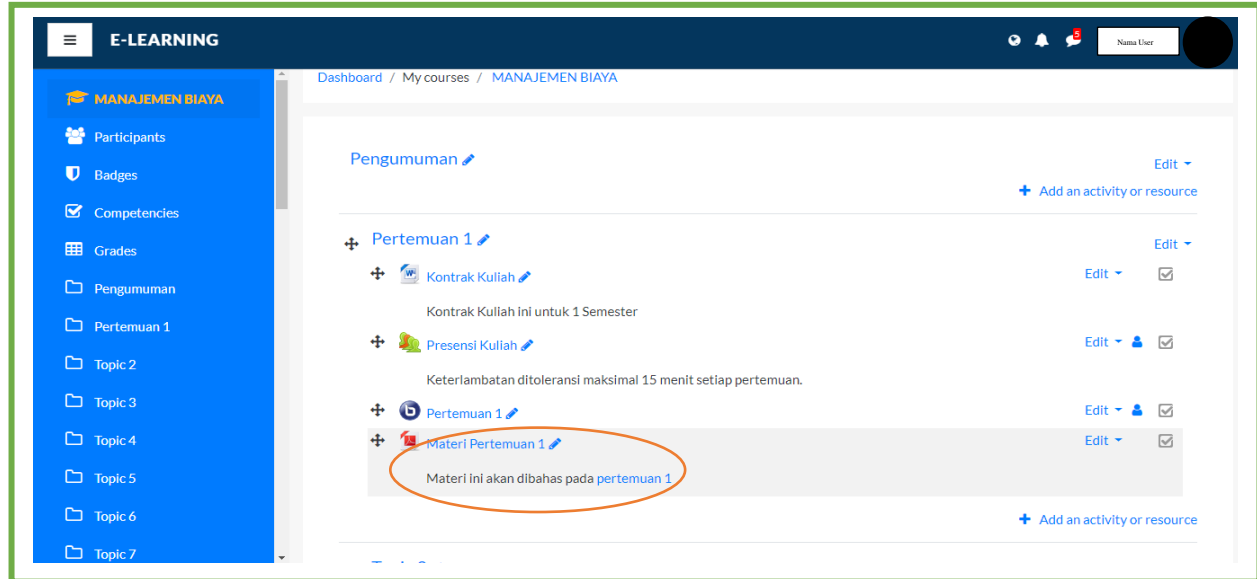 E-LEARNING
5
Nama User
MANAJEMEN BIAYA
Participants
Badges
Competencies
Grades
Pengumuman
Pertemuan 1
Topic 2
Topic 3
Topic 4
Topic 5
Topic 6
Topic 7
Dashboard / My courses / MANAJEMEN BIAYA
Pengumuman
Edit
+ Add an activity or resource
Pertemuan 1
Edit
Kontrak Kuliah
Edit
Kontrak Kuliah ini untuk 1 Semester
Presensi Kuliah
Edit
Keterlambatan ditoleransi maksimal 15 menit setiap pertemuan.
Pertemuan 1
Edit
Materi Pertemuan 1
Edit
Materi ini akan dibahas pada pertemuan 1
+ Add an activity or resource